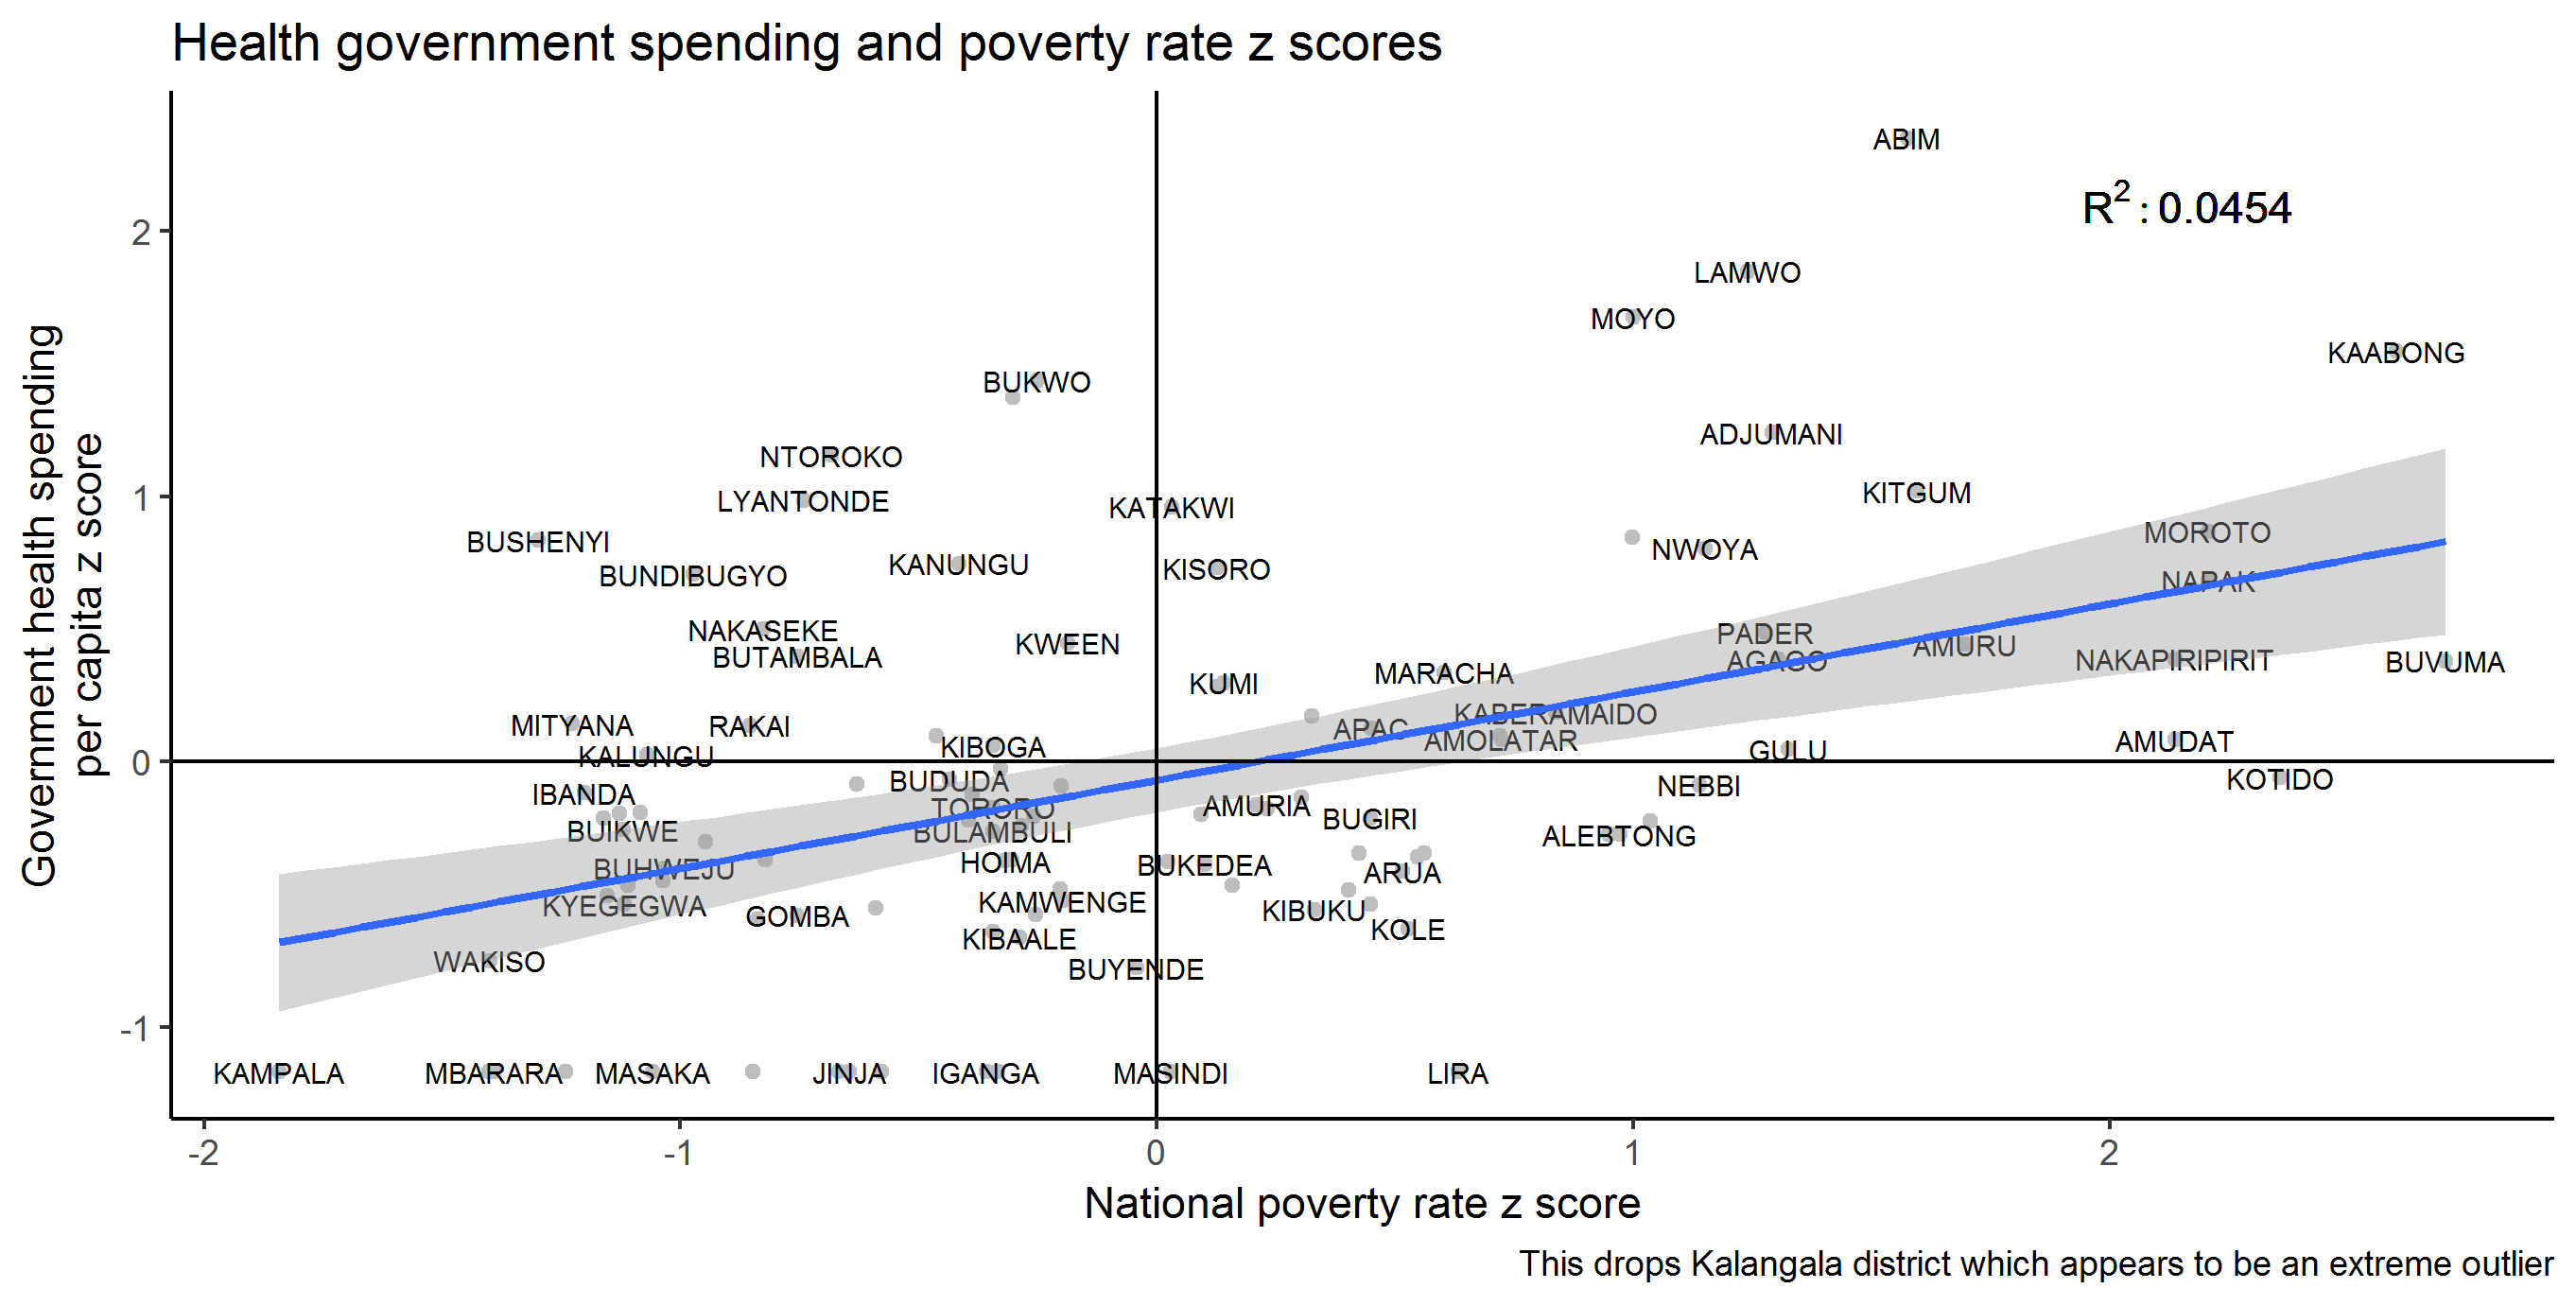 Health government spending and poverty rate z scores
Government health spending
per capita z score
2
1
0
-1
R²: 0.0454
ABIM
LAMWO
MOYO
KAABONG
BUKWO
ADJUMANI
NTOROKO
LYANTONDE
KATAKWI
KITGUM
BUSHENYI
MOROTO
NWOYA
KANUNGU
KISORO
BUNDIBUGYO
NAPAK
NAKASEKE
PADER
KWEEN
AMURU
BUTAMBALA
AGAGO
NAKAPIRIPIRIT
BUVUMA
MARACHA
KUMI
KABERAMAIDO
MITYANA
RAKAI
APAC
KIBOGA
AMOLATAR
AMUDAT
KALUNGU
GULU
BUDUDA
KOTIDO
NEBBI
IBANDA
TORORO
AMURIA
BUGIRI
BUIKWE
BULAMBULI
ALEBTONG
HOIMA
BUKEDEA
BUHWEJU
ARUA
KAMWENGE
KYEGEGWA
KIBUKU
GOMBA
KOLE
KIBAALE
WAKISO
BUYENDE
KAMPALA
MBARARA
MASAKA
JINJA
IGANGA
MASINDI
LIRA
-2
-1
0
1
2
National poverty rate z score
This drops Kalangala district which appears to be an extreme outlier